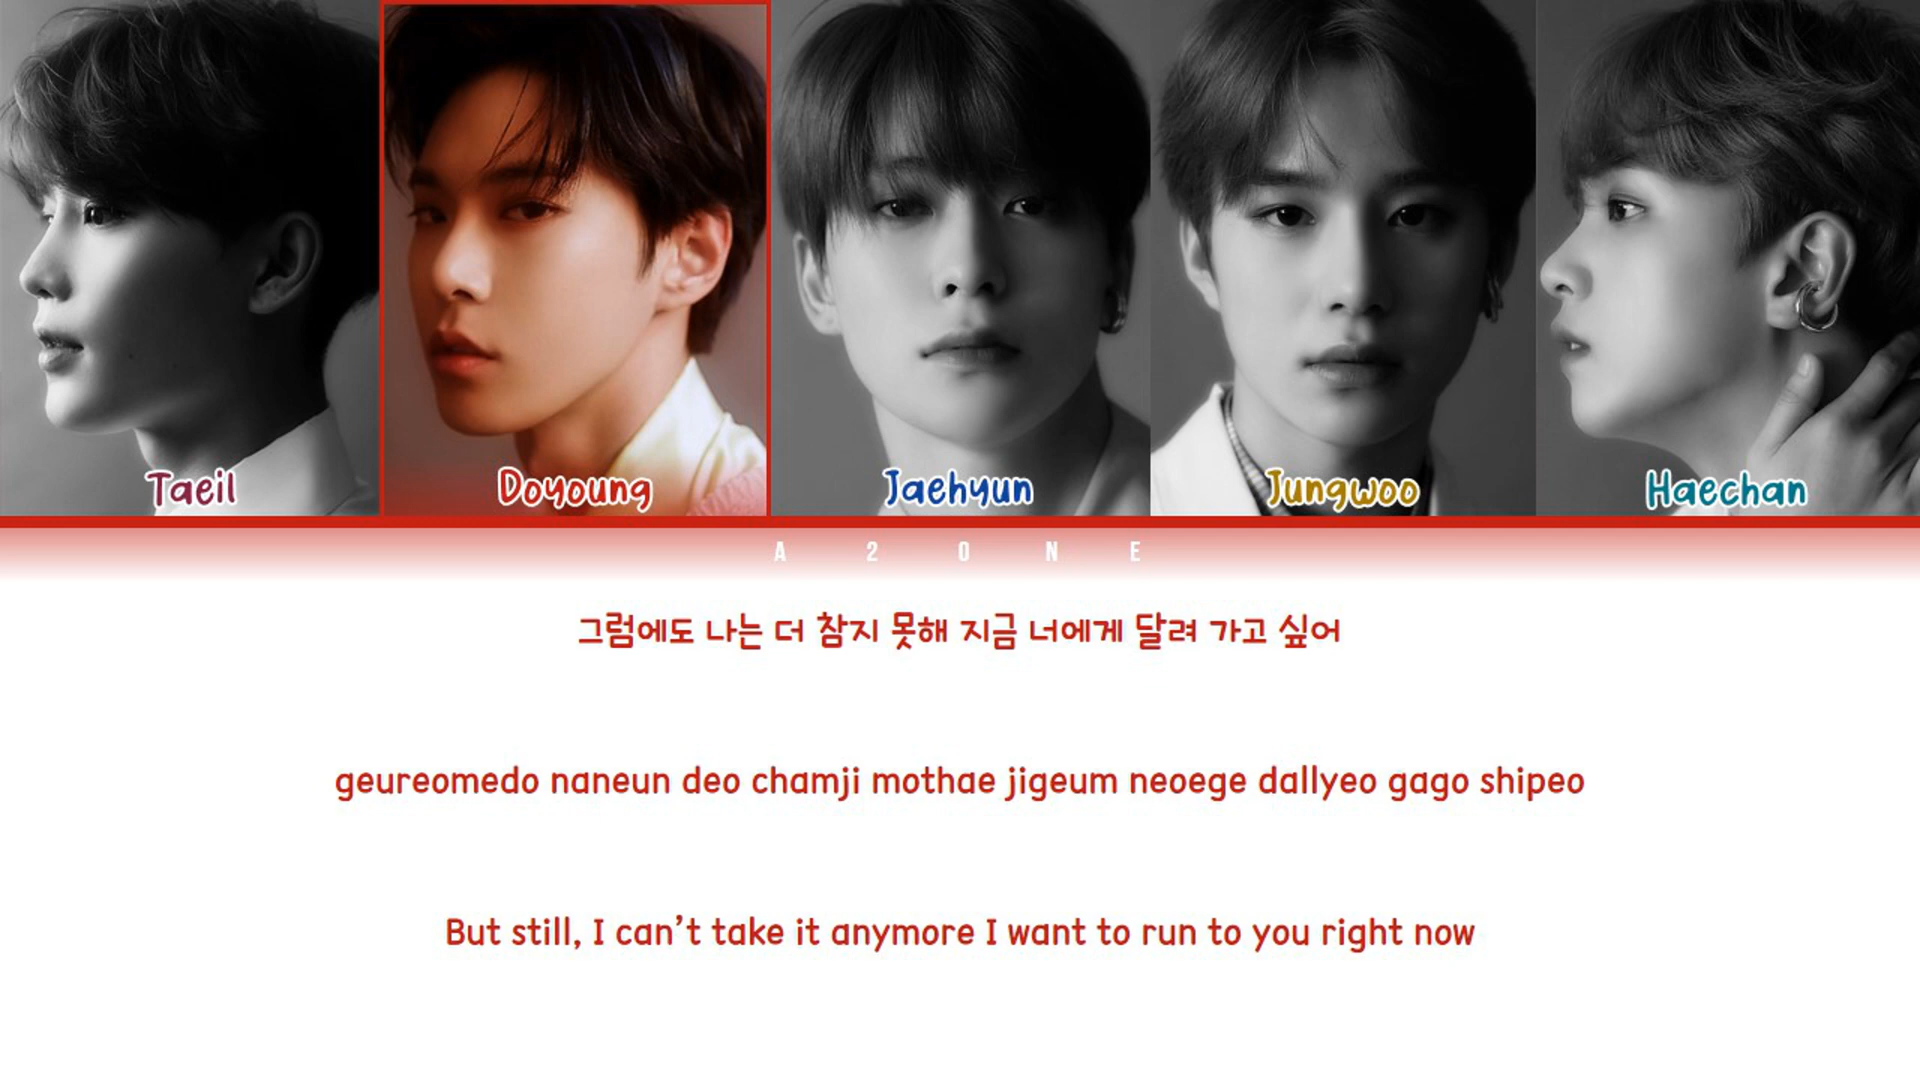 Taeil
Doyoung
Jaehyun
Jungwoo
Haechan
A 2 O N E
그럼에도 나는 더 참지 못해 지금 너에게 달려 가고 싶어
geureomedo naneun deo chamji mothae jigeum neoege dallyeo gago shipeo
But still, I can’t take it anymore I want to run to you right now